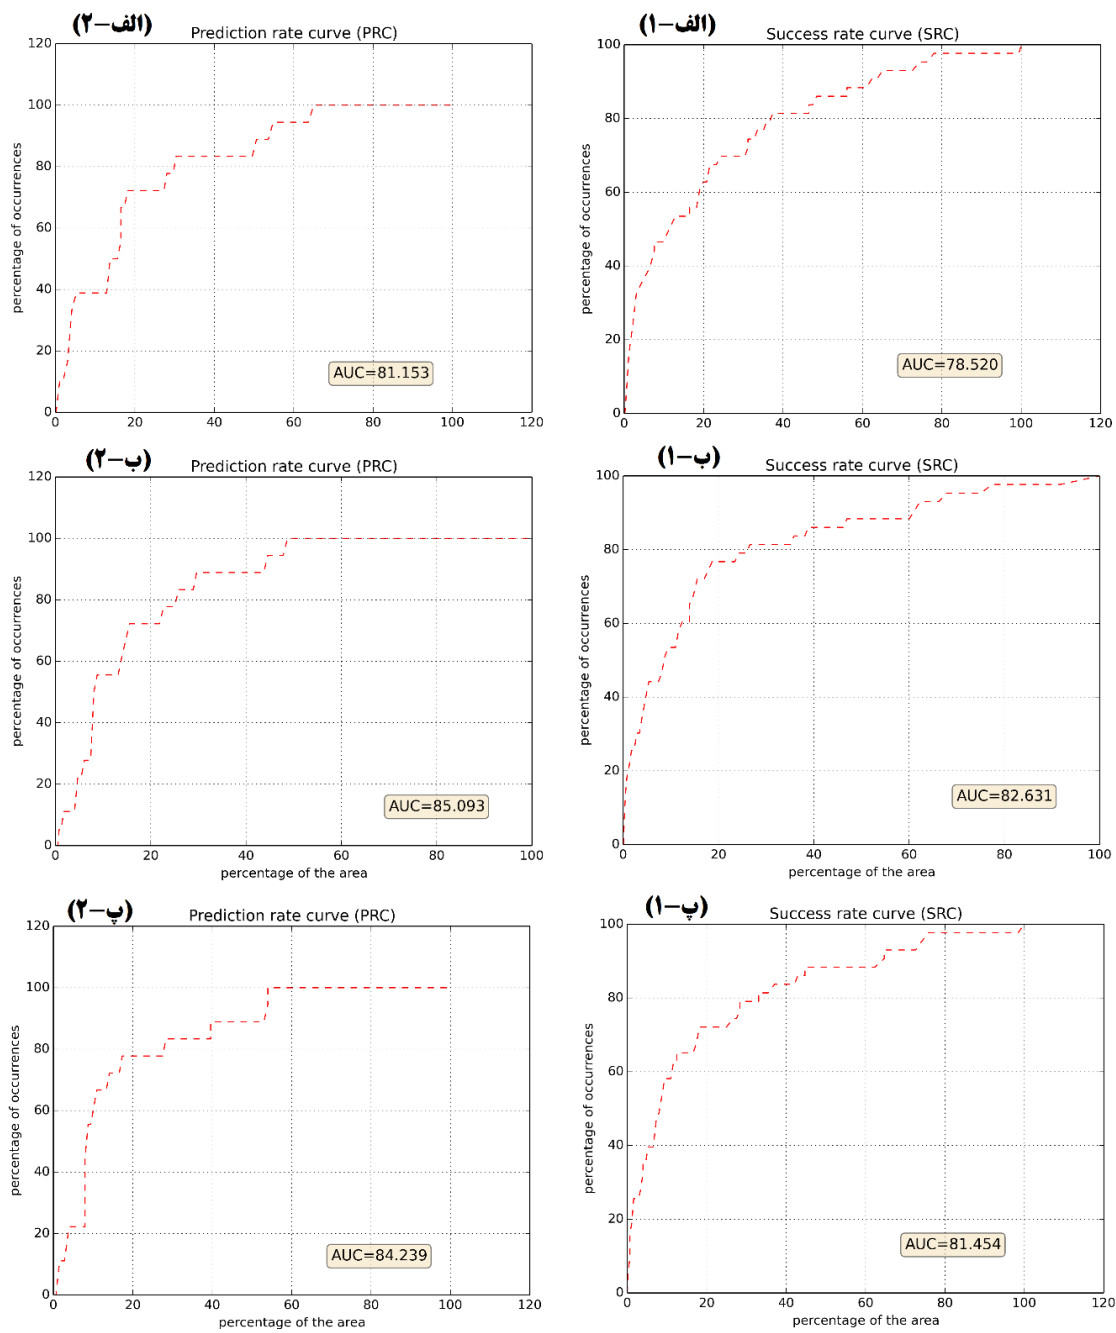 (الف-۲)
Prediction rate curve (PRC)
120
100
80
60
40
20
0
percentage of occurrences
AUC=81.153
0 20 40 60 80 100 120
(الف-۱)
Success rate curve (SRC)
100
80
60
40
20
0
percentage of occurrences
AUC=78.520
0 20 40 60 80 100 120
(ب-۲)
Prediction rate curve (PRC)
120
100
80
60
40
20
0
percentage of occurrences
AUC=85.093
0 20 40 60 80 100
percentage of the area
(ب-۱)
Success rate curve (SRC)
100
80
60
40
20
0
percentage of occurrences
AUC=82.631
0 20 40 60 80 100
percentage of the area
(پ-۲)
Prediction rate curve (PRC)
120
100
80
60
40
20
0
percentage of occurrences
AUC=84.239
0 20 40 60 80 100 120
percentage of the area
(پ-۱)
Success rate curve (SRC)
100
80
60
40
20
0
percentage of occurrences
AUC=81.454
0 20 40 60 80 100 120
percentage of the area